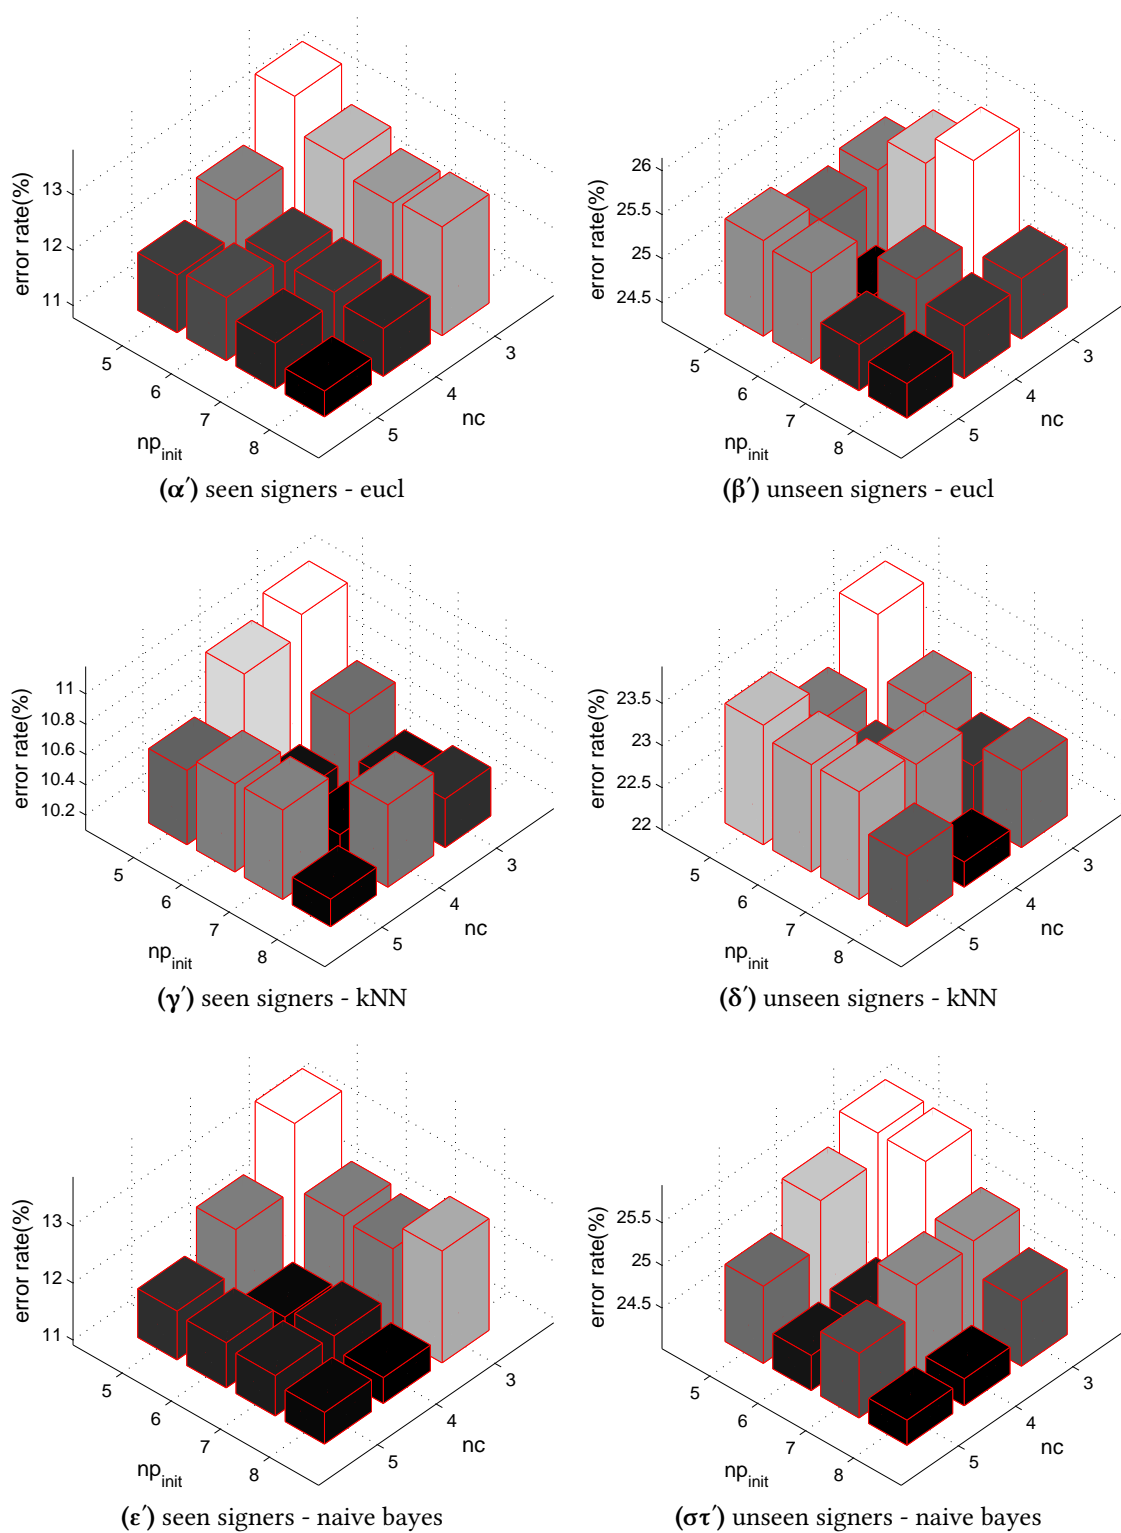 error rate(%)
13
12
11
5
6
7
8
np_init
3
4
5
nc
(α′) seen signers - eucl
error rate(%)
26
25.5
25
24.5
5
6
7
8
np_init
3
4
5
nc
(β′) unseen signers - eucl
error rate(%)
11
10.8
10.6
10.4
10.2
5
6
7
8
np_init
3
4
5
nc
(γ′) seen signers - kNN
error rate(%)
23.5
23
22.5
22
5
6
7
8
np_init
3
4
5
nc
(δ′) unseen signers - kNN
error rate(%)
13
12
11
5
6
7
8
np_init
3
4
5
nc
(ε′) seen signers - naive bayes
error rate(%)
25.5
25
24.5
5
6
7
8
np_init
3
4
5
nc
(στ′) unseen signers - naive bayes